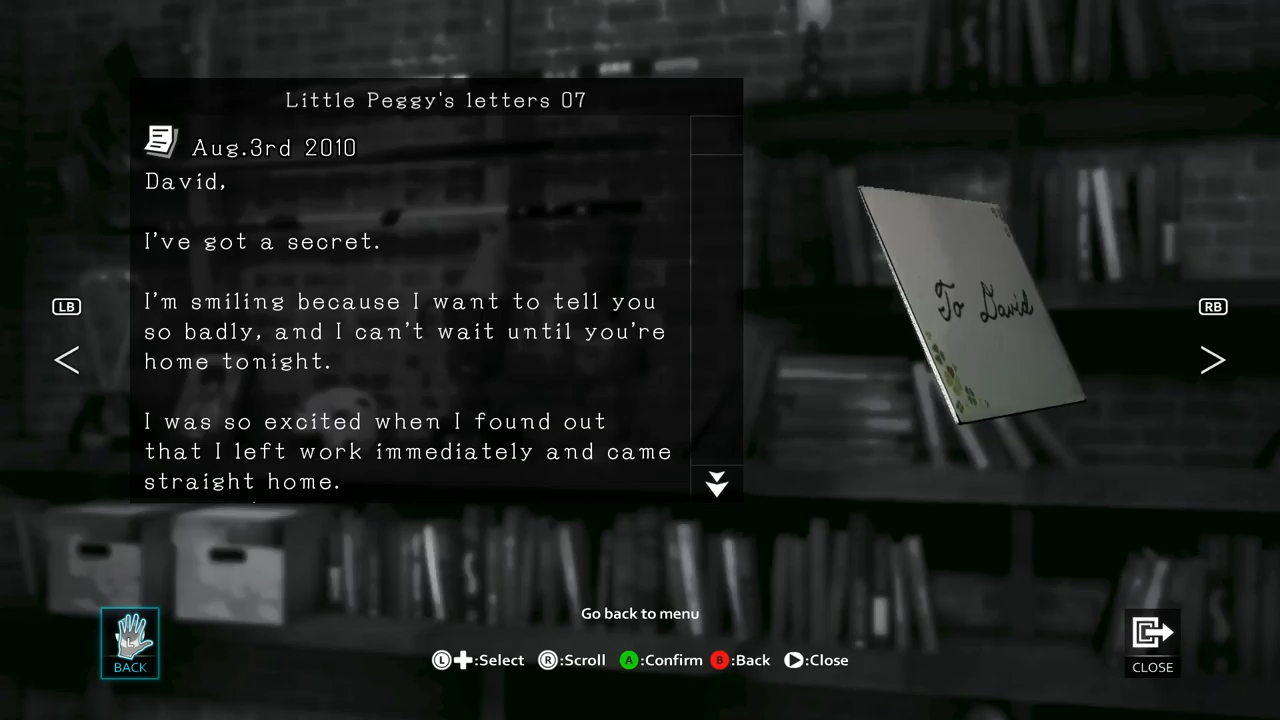 Little Peggy's letters 07
Aug.3rd 2010
David,
I've got a secret.
I'm smiling because I want to tell you
so badly, and I can't wait until you're
home tonight.
I was so excited when I found out
that I left work immediately and came
straight home.
To David
LB
RB
Go back to menu
L
BACK
L:Select R:Scroll A:Confirm B:Back :Close
CLOSE